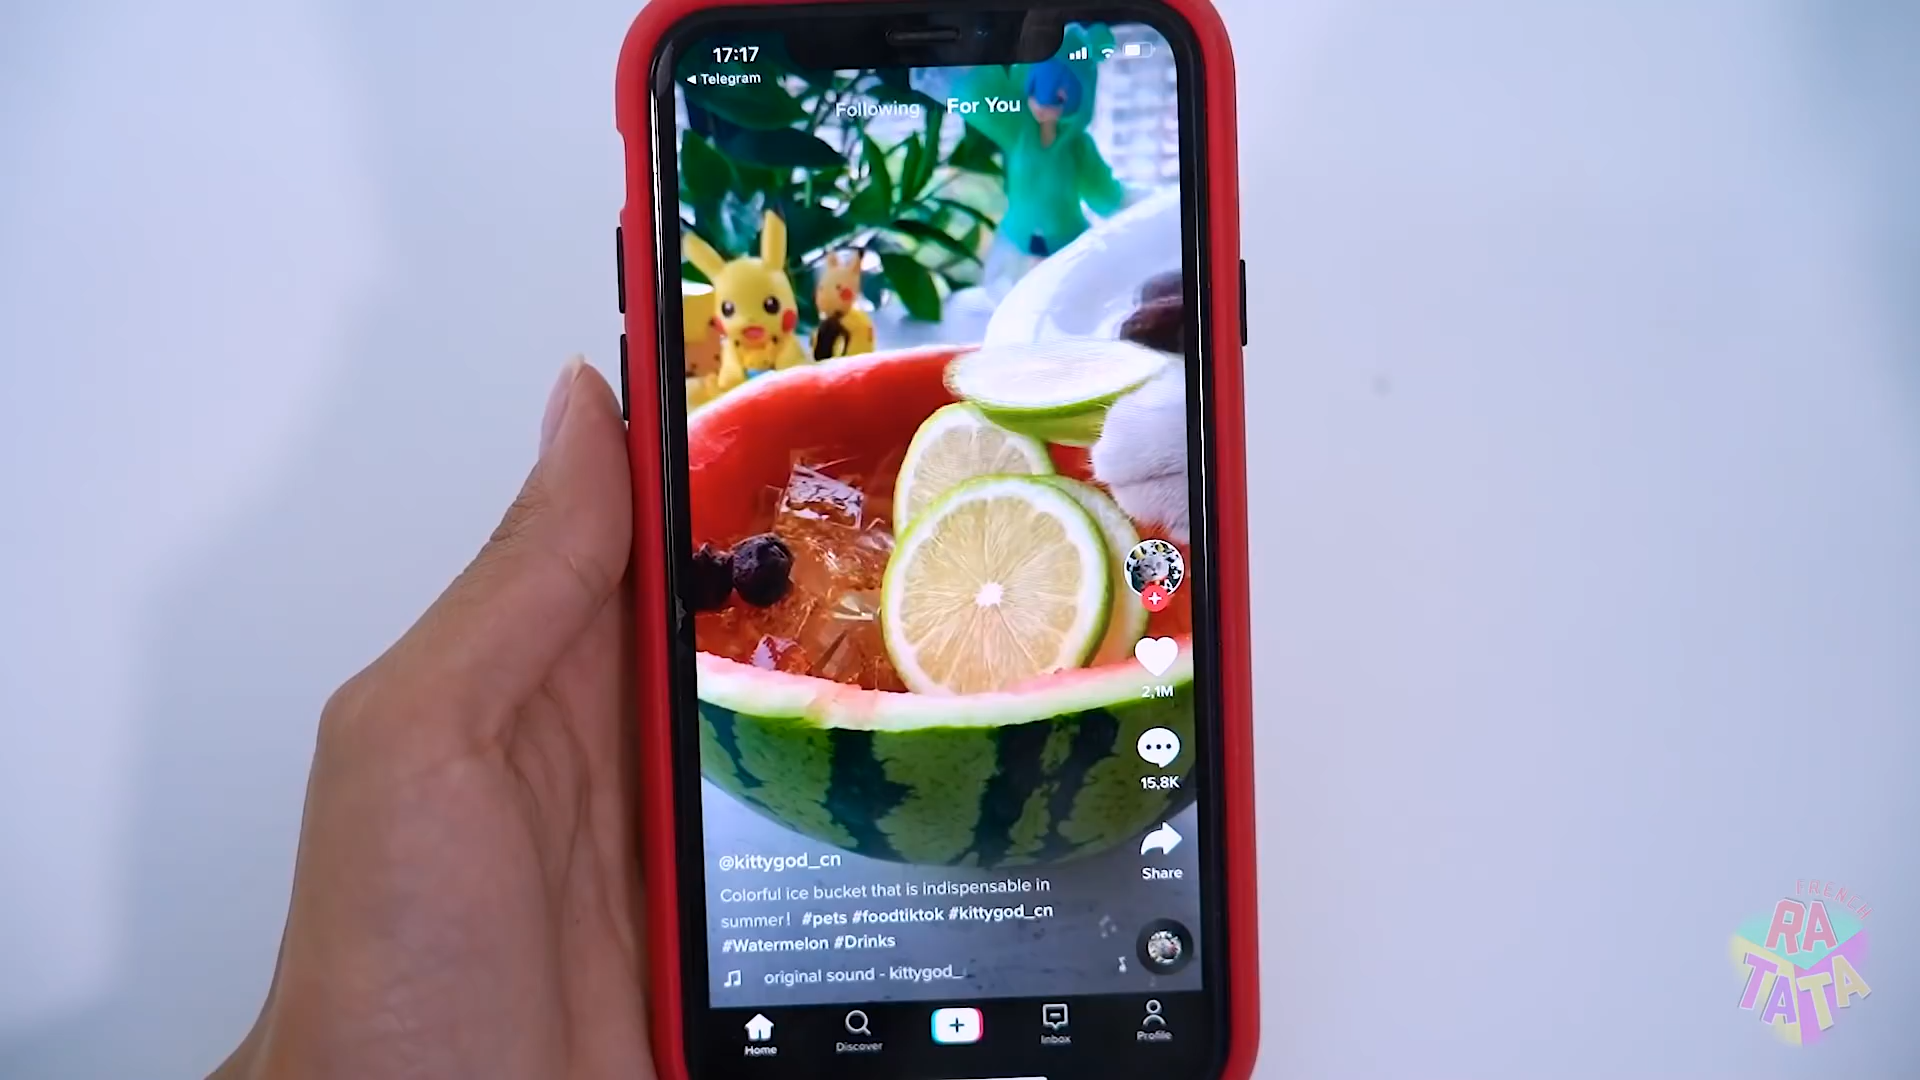 17:17
Telegram
Following For You
2,1M
15,8K
Share
@kittygod_cn
Colorful ice bucket that is indispensable in
summer! #pets #foodtiktok #kittygod_cn
#Watermelon #Drinks
original sound - kittygod_
Home
Discover
Inbox
Profile
FRENCH
RA
TATA